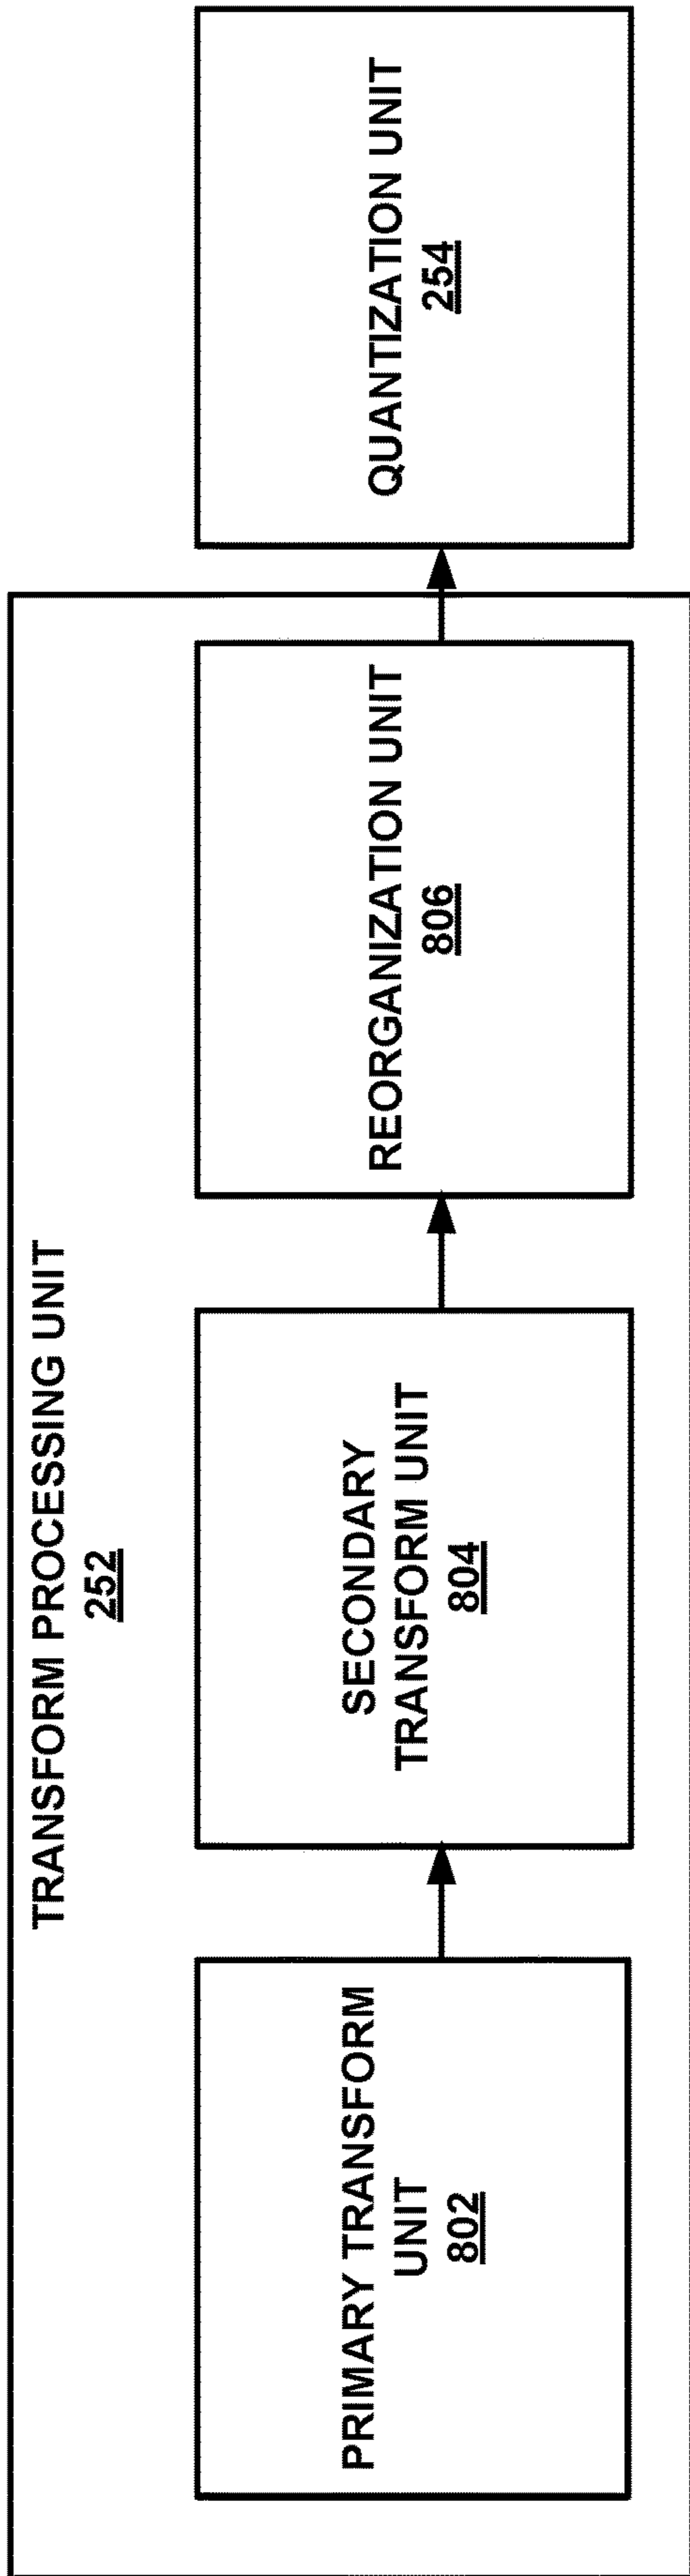 TRANSFORM PROCESSING UNIT
252
PRIMARY TRANSFORM
UNIT
802
SECONDARY
TRANSFORM UNIT
804
REORGANIZATION UNIT
806
QUANTIZATION UNIT
254